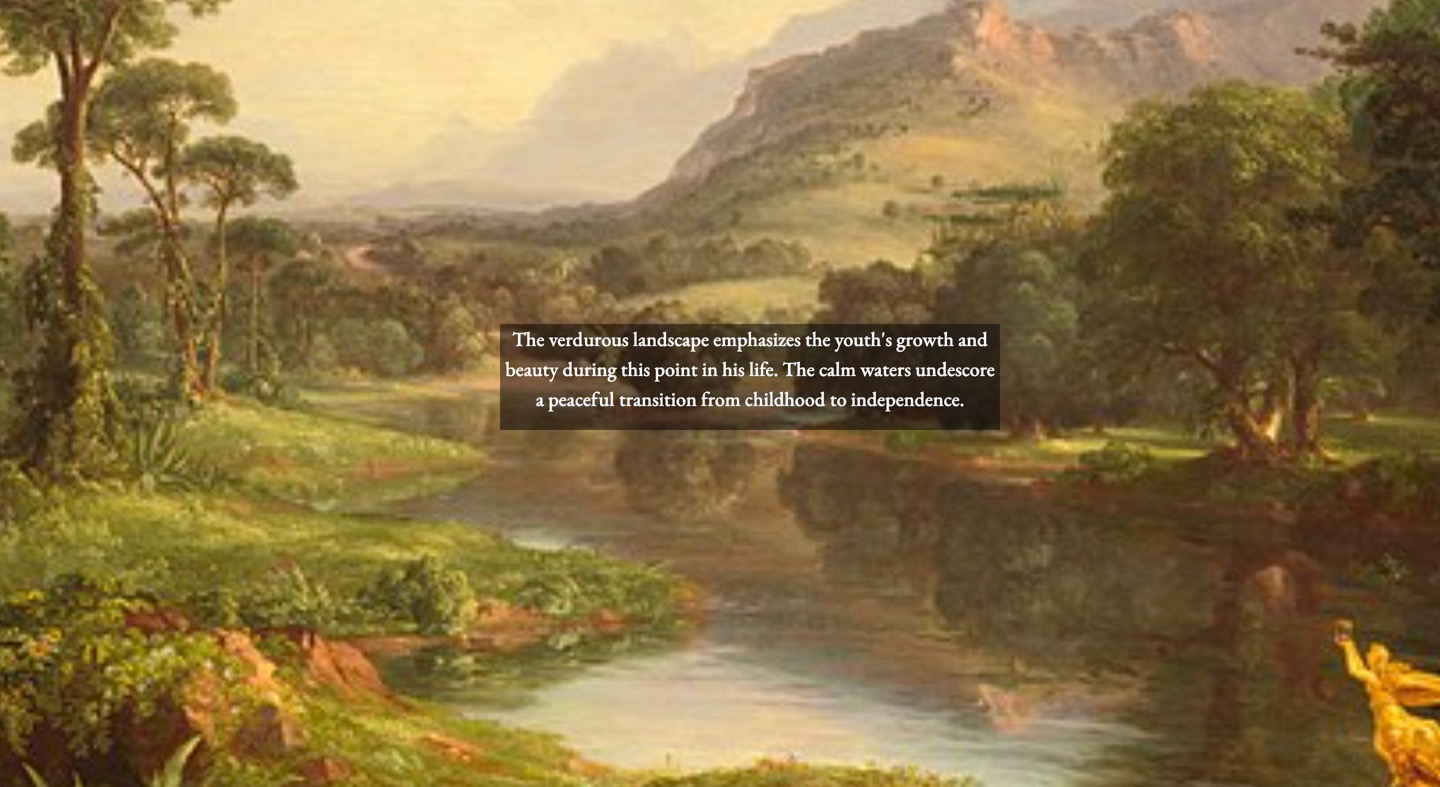 The verdurous landscape emphasizes the youth's growth and
beauty during this point in his life. The calm waters undescore
a peaceful transition from childhood to independence.